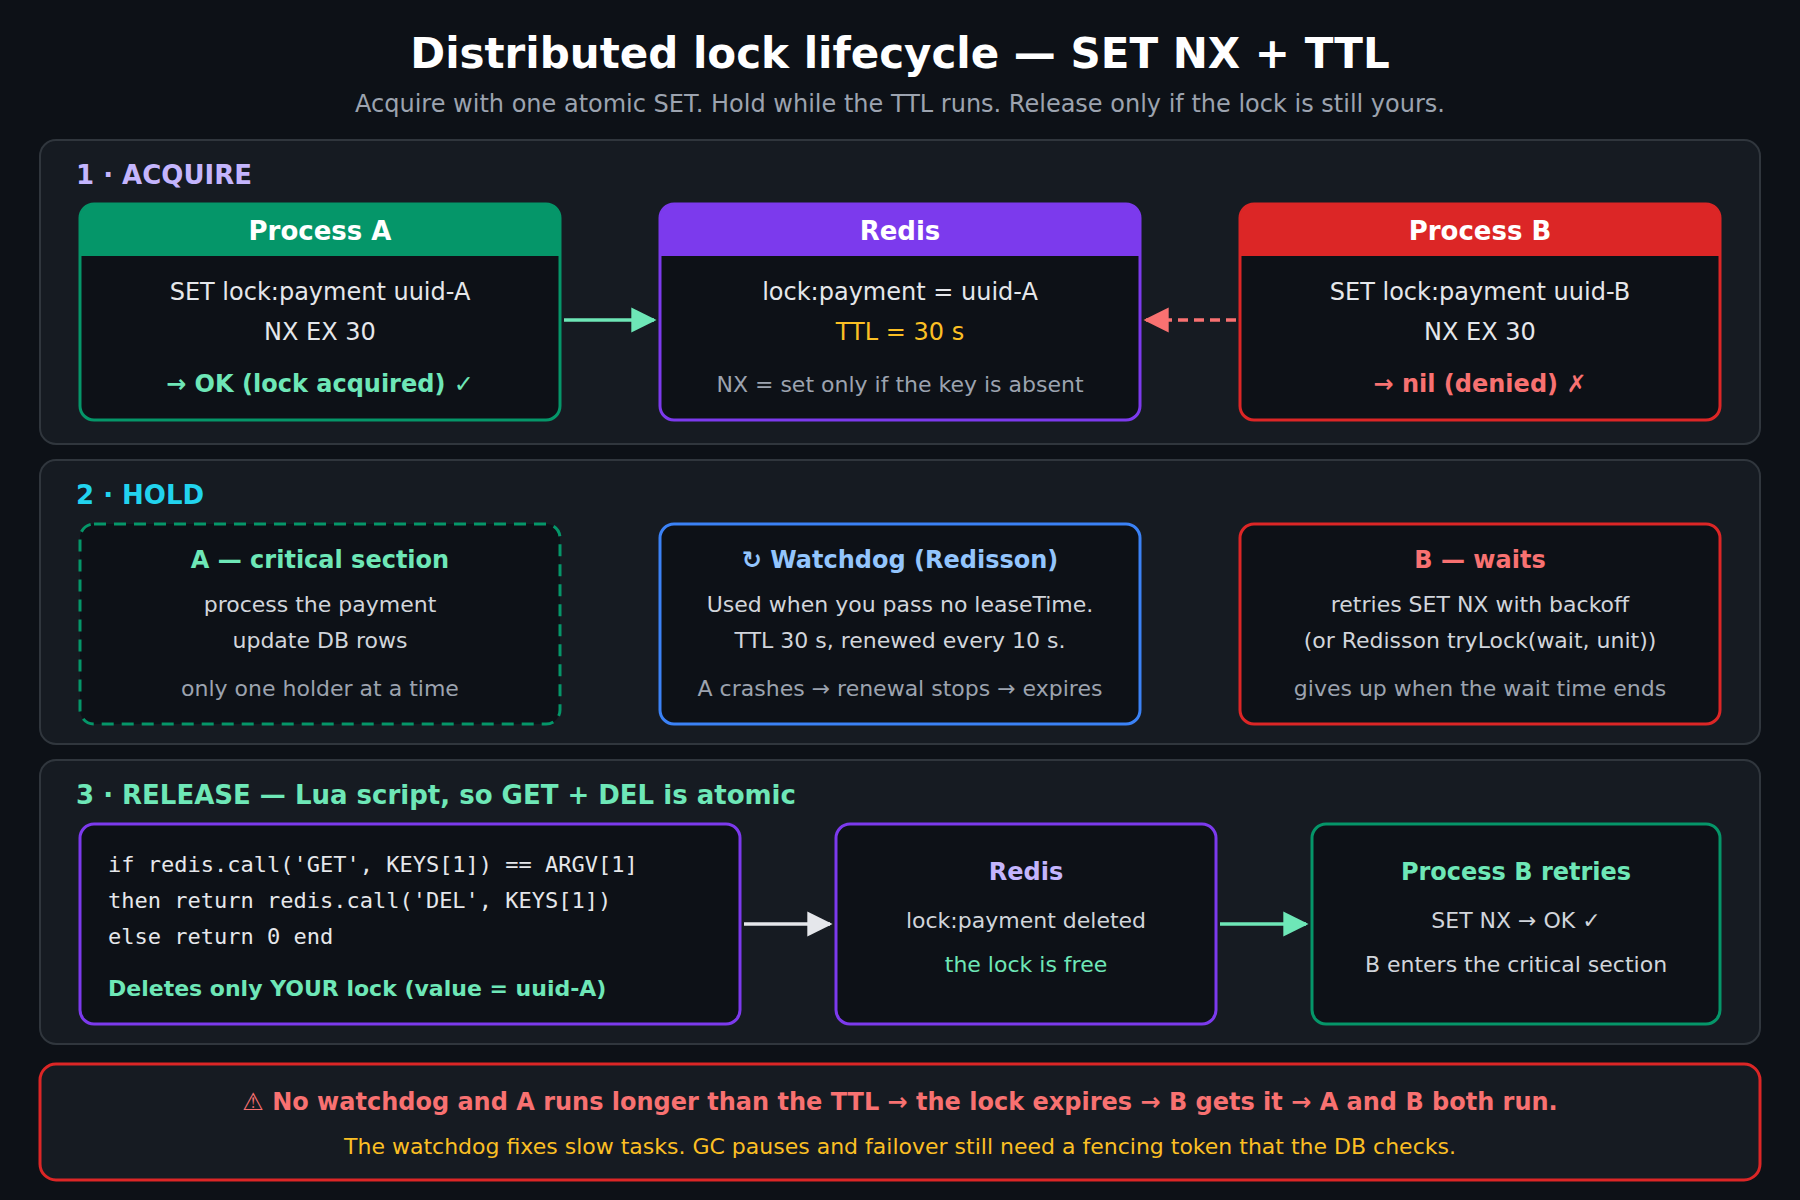 Distributed lock lifecycle — SET NX + TTL
Acquire with one atomic SET. Hold while the TTL runs. Release only if the lock is still yours.
1 · ACQUIRE
Process A
SET lock:payment uuid-A
NX EX 30
→ OK (lock acquired) ✓
Redis
lock:payment = uuid-A
TTL = 30 s
NX = set only if the key is absent
Process B
SET lock:payment uuid-B
NX EX 30
→ nil (denied) ✗
2 · HOLD
A — critical section
process the payment
update DB rows
only one holder at a time
↻ Watchdog (Redisson)
Used when you pass no leaseTime.
TTL 30 s, renewed every 10 s.
A crashes → renewal stops → expires
B — waits
retries SET NX with backoff
(or Redisson tryLock(wait, unit))
gives up when the wait time ends
3 · RELEASE — Lua script, so GET + DEL is atomic
if redis.call('GET', KEYS[1]) == ARGV[1]
then return redis.call('DEL', KEYS[1])
else return 0 end
Deletes only YOUR lock (value = uuid-A)
Redis
lock:payment deleted
the lock is free
Process B retries
SET NX → OK ✓
B enters the critical section
⚠ No watchdog and A runs longer than the TTL → the lock expires → B gets it → A and B both run.
The watchdog fixes slow tasks. GC pauses and failover still need a fencing token that the DB checks.